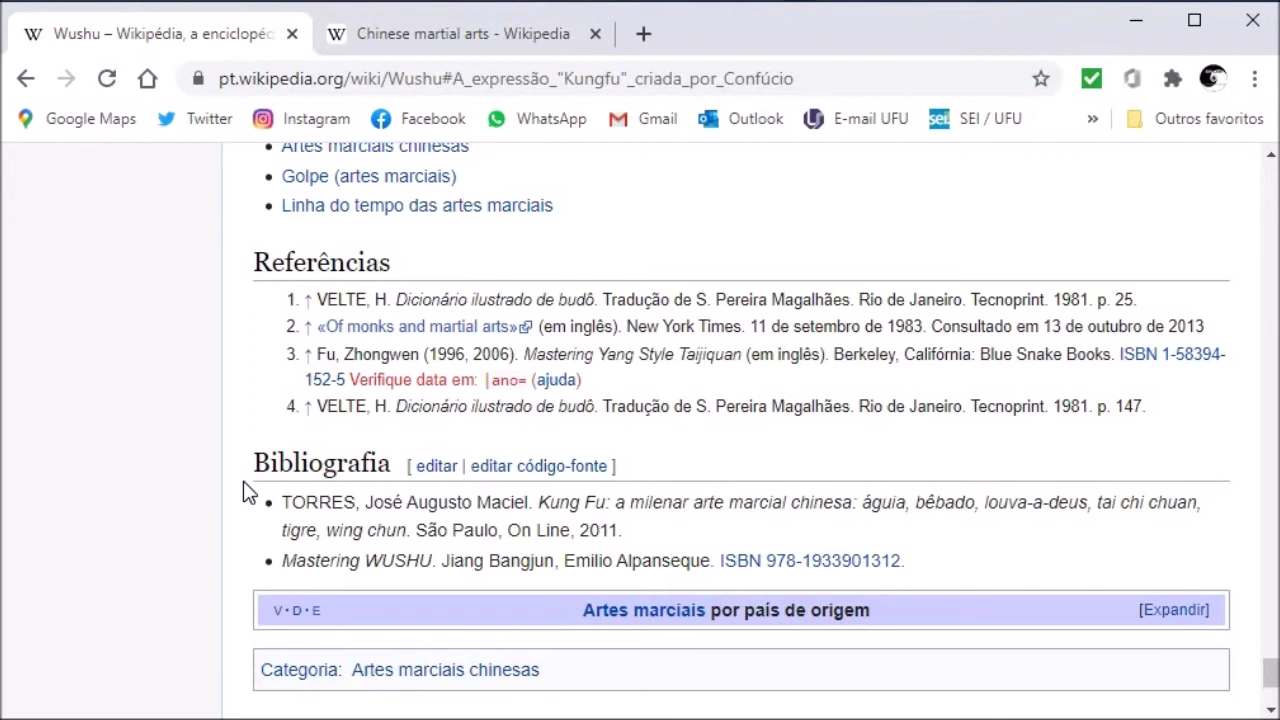 Wushu – Wikipédia, a enciclopéd
Chinese martial arts - Wikipedia
pt.wikipedia.org/wiki/Wushu#A_expressão_"Kungfu"_criada_por_Confúcio
Google Maps Twitter Instagram Facebook WhatsApp Gmail Outlook E-mail UFU sei SEI / UFU » Outros favoritos
• Artes marciais chinesas
• Golpe (artes marciais)
• Linha do tempo das artes marciais
Referências
1. ↑ VELTE, H. Dicionário ilustrado de budô. Tradução de S. Pereira Magalhães. Rio de Janeiro. Tecnoprint. 1981. p. 25.
2. ↑ «Of monks and martial arts» (em inglês). New York Times. 11 de setembro de 1983. Consultado em 13 de outubro de 2013
3. ↑ Fu, Zhongwen (1996, 2006). Mastering Yang Style Taijiquan (em inglês). Berkeley, Califórnia: Blue Snake Books. ISBN 1-58394-
152-5 Verifique data em: |ano= (ajuda)
4. ↑ VELTE, H. Dicionário ilustrado de budô. Tradução de S. Pereira Magalhães. Rio de Janeiro. Tecnoprint. 1981. p. 147.
Bibliografia [ editar | editar código-fonte ]
• TORRES, José Augusto Maciel. Kung Fu: a milenar arte marcial chinesa: águia, bêbado, louva-a-deus, tai chi chuan,
tigre, wing chun. São Paulo, On Line, 2011.
• Mastering WUSHU. Jiang Bangjun, Emilio Alpanseque. ISBN 978-1933901312.
V · D · E Artes marciais por país de origem [Expandir]
Categoria: Artes marciais chinesas